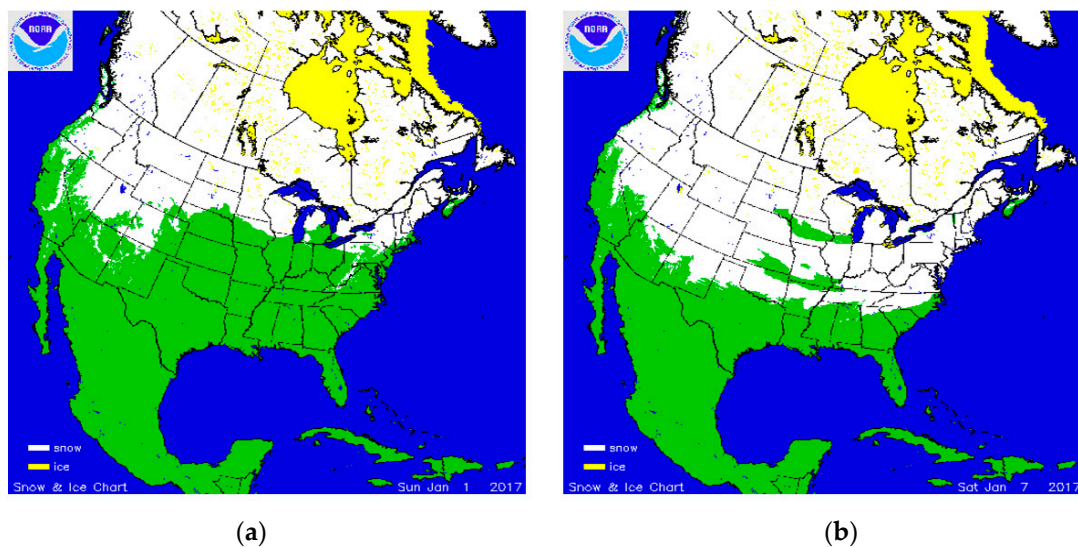 NOAA
snow
ice
Snow & Ice Chart Sun Jan 1 2017
(a)
NOAA
snow
ice
Snow & Ice Chart Sat Jan 7 2017
(b)